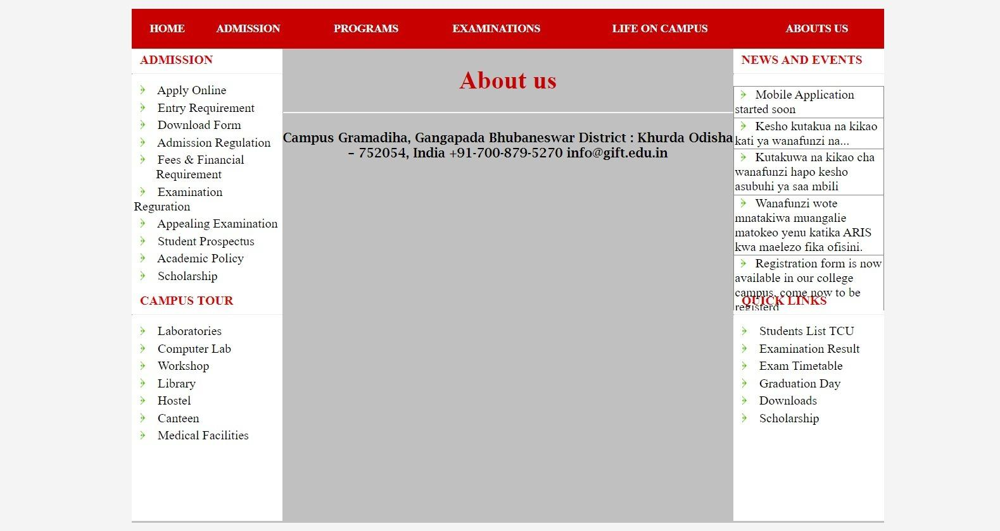 HOME ADMISSION PROGRAMS EXAMINATIONS LIFE ON CAMPUS ABOUTS US
ADMISSION
Apply Online
Entry Requirement
Download Form
Admission Regulation
Fees & Financial
Requirement
Examination
Reguration
Appealing Examination
Student Prospectus
Academic Policy
Scholarship
CAMPUS TOUR
Laboratories
Computer Lab
Workshop
Library
Hostel
Canteen
Medical Facilities
About us
Campus Gramadiha, Gangapada Bhubaneswar District : Khurda Odisha
– 752054, India +91-700-879-5270 info@gift.edu.in
NEWS AND EVENTS
Mobile Application
started soon
Kesho kutakua na kikao
kati ya wanafunzi na...
Kutakuwa na kikao cha
wanafunzi hapo kesho
asubuhi ya saa mbili
Wanafunzi wote
mnatakiwa muangalie
matokeo yenu katika ARIS
kwa maelezo fika ofisini.
Registration form is now
available in our college
campus, come now to be
registerd
QUICK LINKS
Students List TCU
Examination Result
Exam Timetable
Graduation Day
Downloads
Scholarship